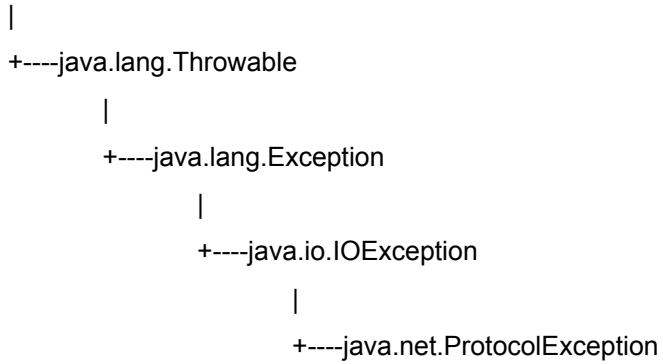 |
+----java.lang.Throwable
|
+----java.lang.Exception
|
+----java.io.IOException
|
+----java.net.ProtocolException